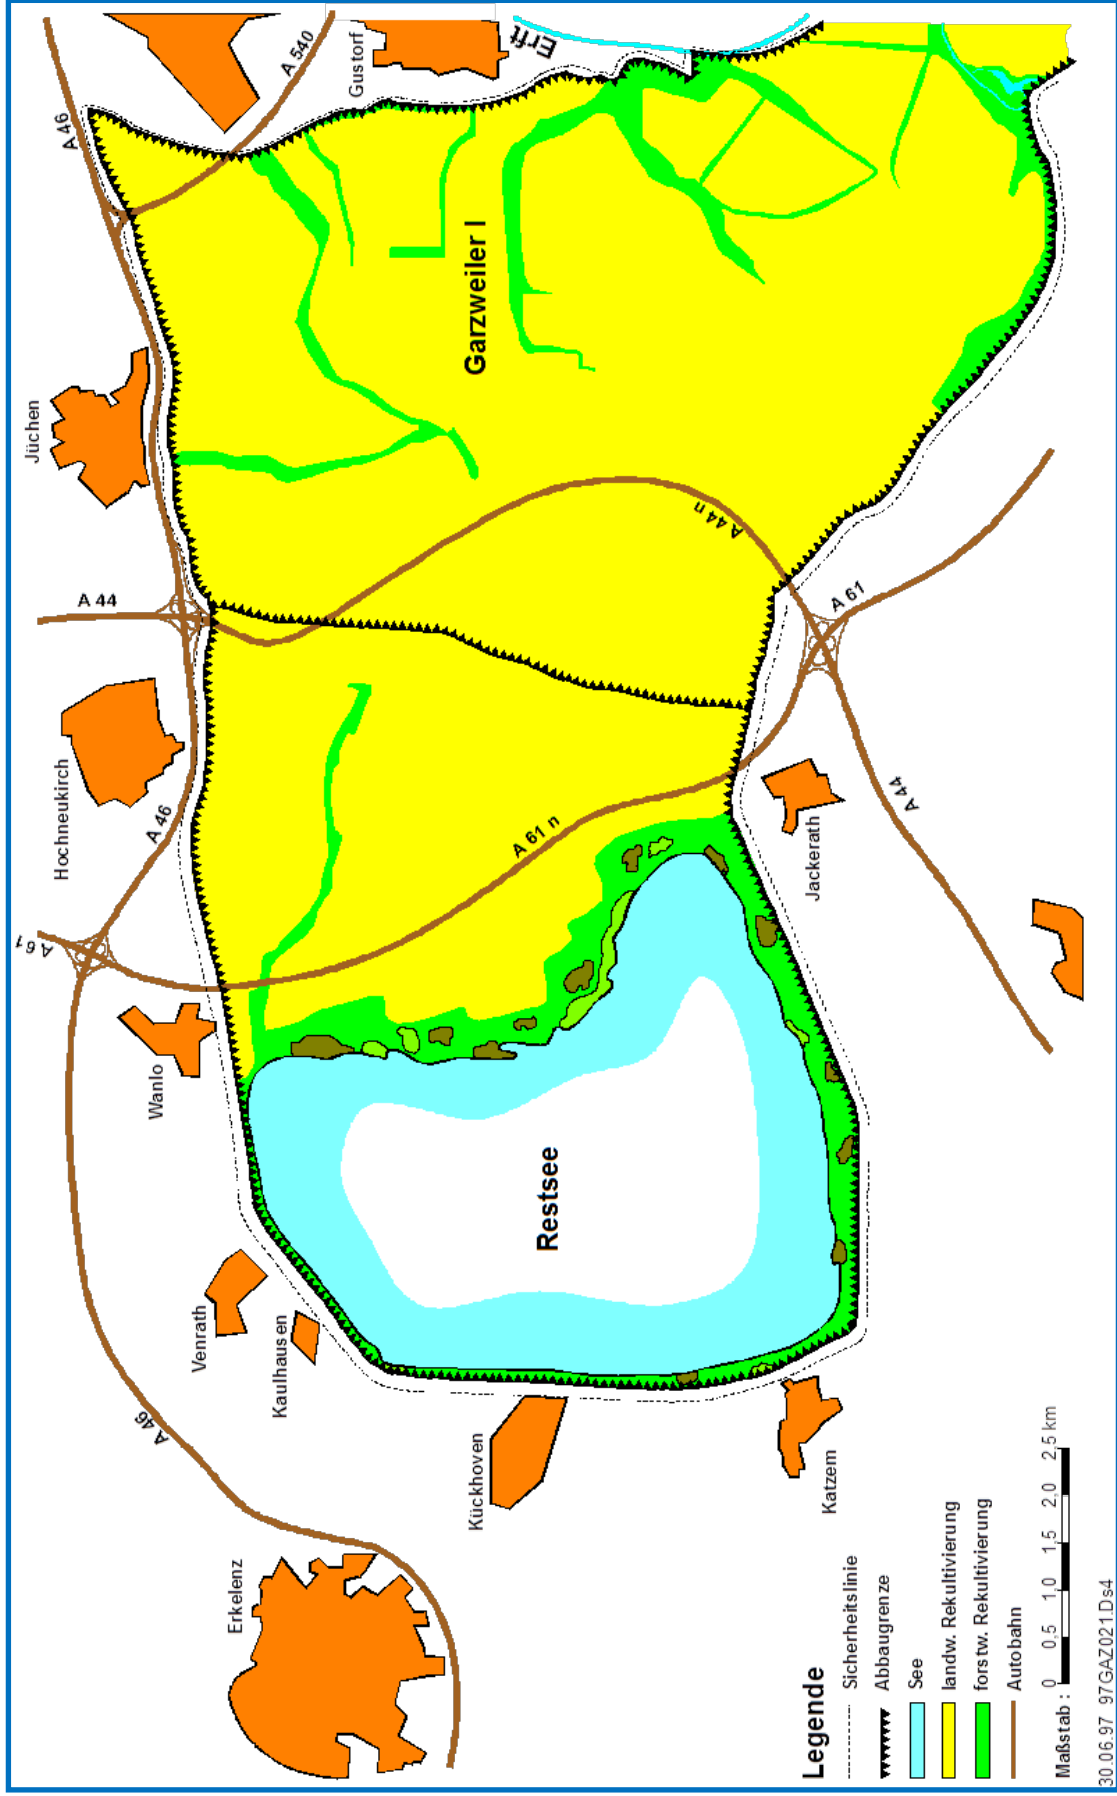 Erkelenz
A 46
Venrath
Kaulhausen
Kückhoven
Katzem
Wanlo
A 61
Hochneukirch
A 46
A 44
Jüchen
A 46
A 540
Gustorf
Erft
Garzweiler I
A 44 n
A 61 n
Restsee
A 61
A 44
Jackerath
Legende
Sicherheitslinie
Abbaugrenze
See
landw. Rekultivierung
forstw. Rekultivierung
Autobahn
Maßstab : 0 0,5 1,0 1,5 2,0 2,5 km
30.06.97 97GAZ021.Ds4